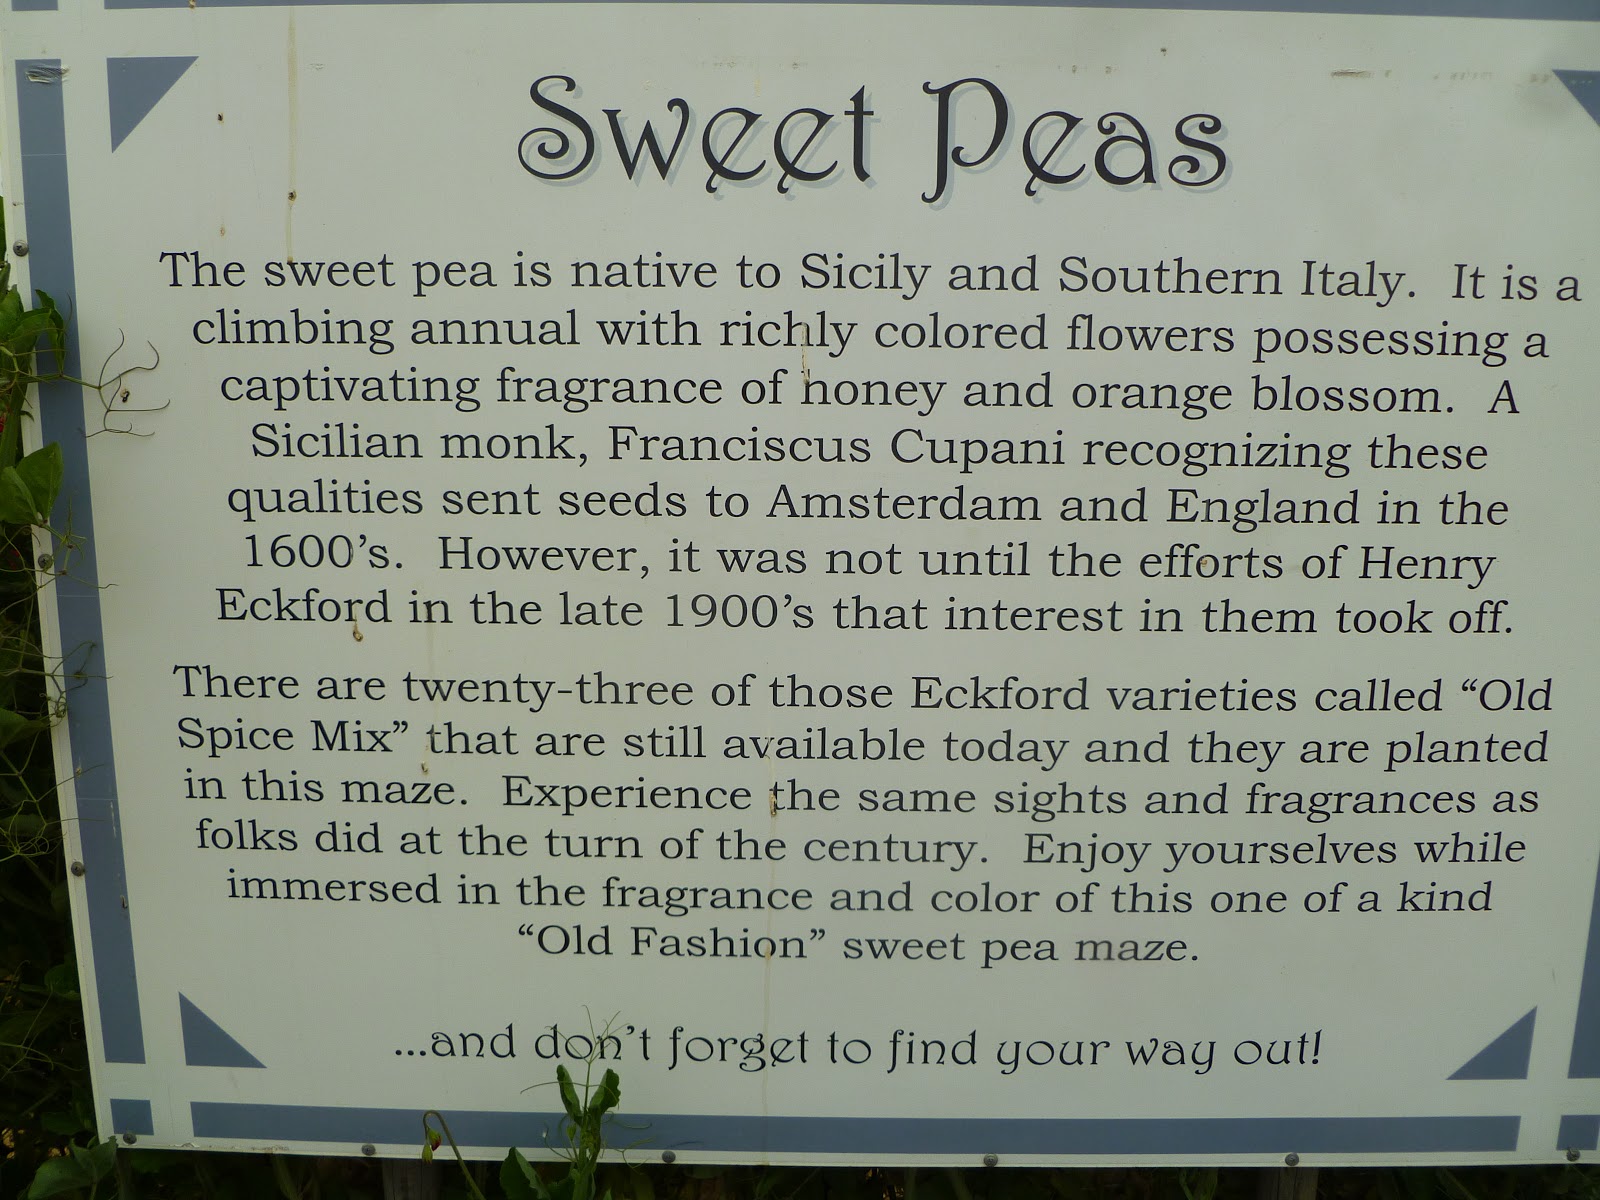 Sweet Peas
The sweet pea is native to Sicily and Southern Italy. It is a
climbing annual with richly colored flowers possessing a
captivating fragrance of honey and orange blossom. A
Sicilian monk, Franciscus Cupani recognizing these
qualities sent seeds to Amsterdam and England in the
1600's. However, it was not until the efforts of Henry
Eckford in the late 1900's that interest in them took off.
There are twenty-three of those Eckford varieties called “Old
Spice Mix” that are still available today and they are planted
in this maze. Experience the same sights and fragrances as
folks did at the turn of the century. Enjoy yourselves while
immersed in the fragrance and color of this one of a kind
“Old Fashion” sweet pea maze.
...and don't forget to find your way out!